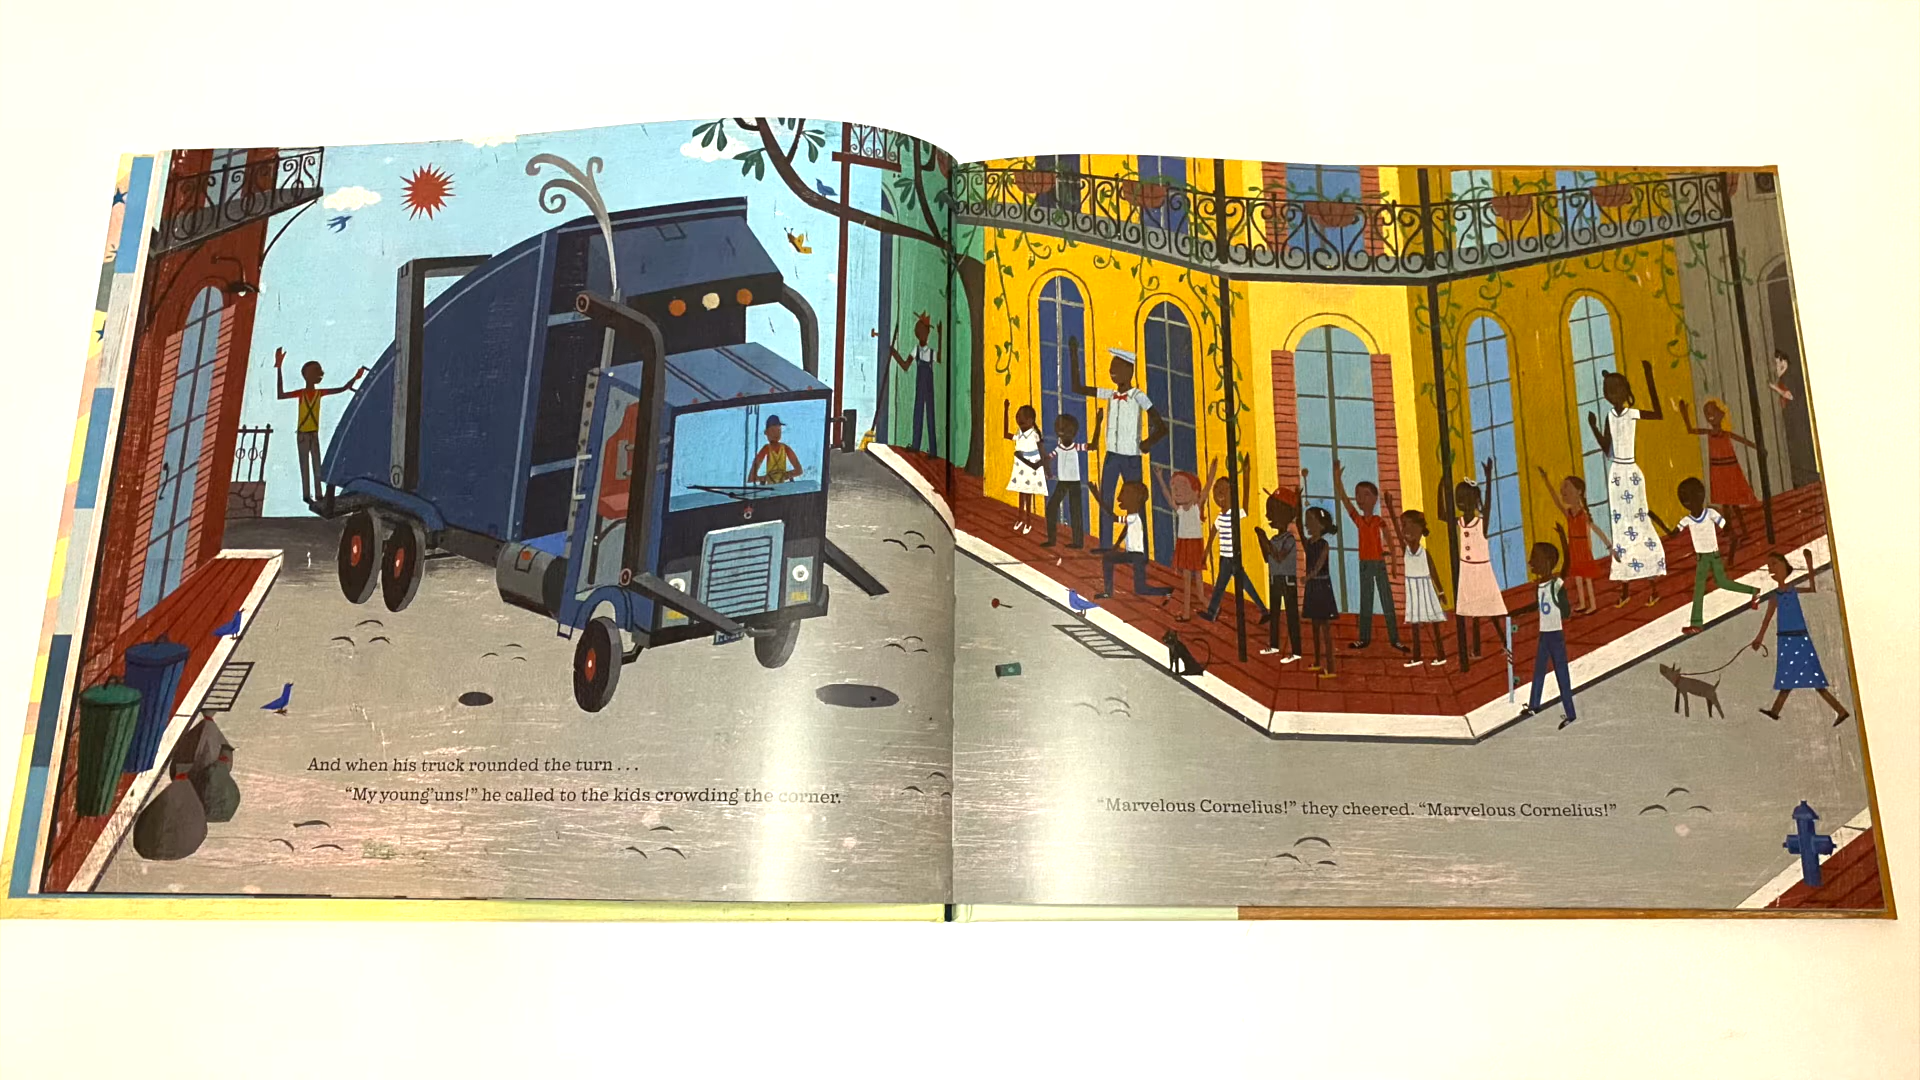 And when his truck rounded the turn . . .
“My young’uns!” he called to the kids crowding the corner.
“Marvelous Cornelius!” they cheered. “Marvelous Cornelius!”
6